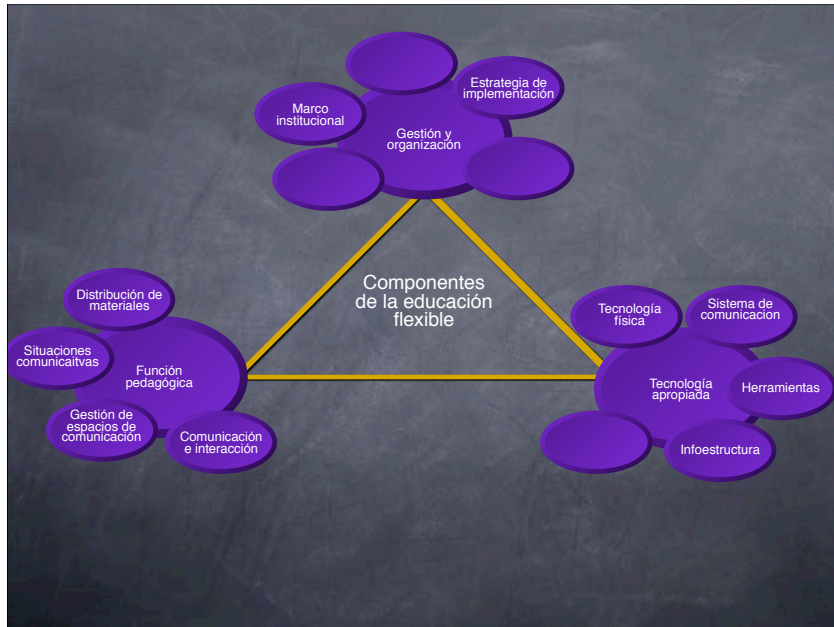 Estrategia de
implementación
Marco
institucional
Gestión y
organización
Componentes
de la educación
flexible
Distribución de
materiales
Situaciones
comunicaitvas
Función
pedagógica
Gestión de
espacios de
comunicación
Comunicación
e interacción
Tecnología
física
Sistema de
comunicacion
Tecnología
apropiada
Herramientas
Infoestructura